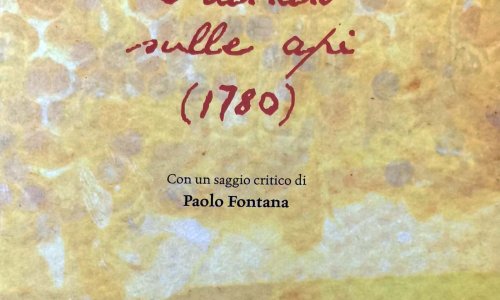 sulle api
(1780)
Con un saggio critico di
Paolo Fontana